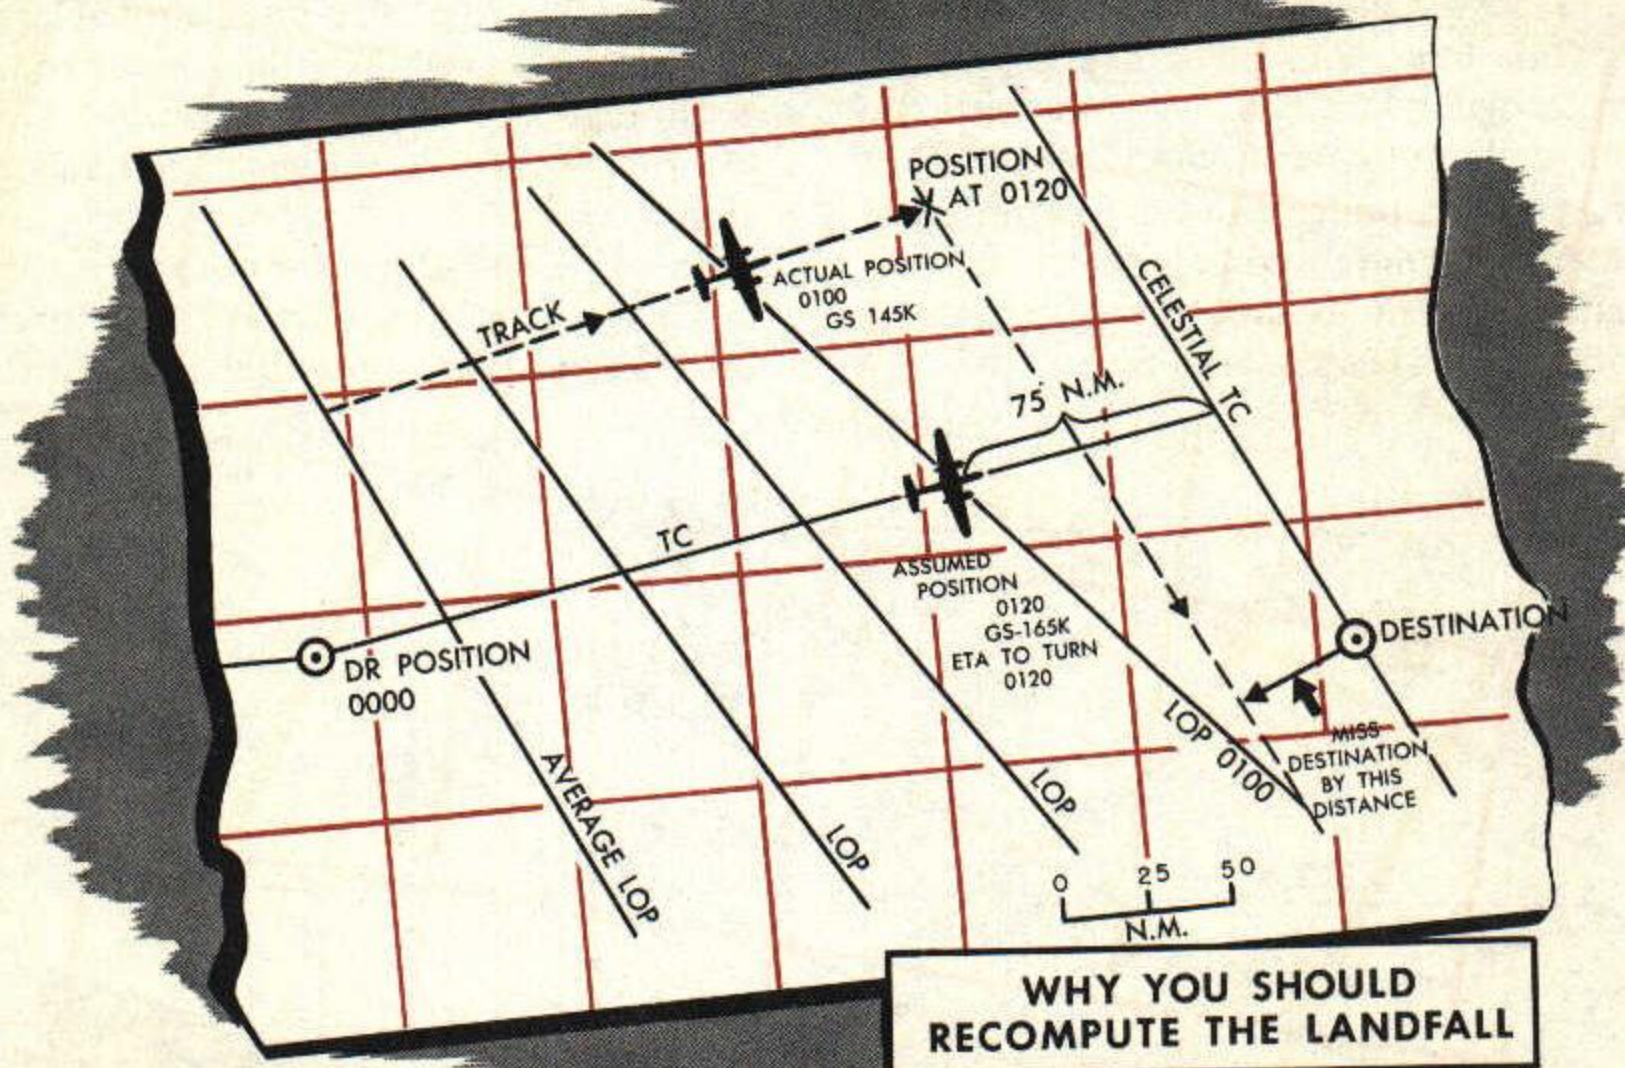 POSITION
AT 0120
ACTUAL POSITION
0100
GS 145K
TRACK
CELESTIAL TC
75 N.M.
TC
ASSUMED
POSITION
0120
GS-165K
ETA TO TURN
0120
DESTINATION
DR POSITION
0000
LOP 0100
MISS
DESTINATION
BY THIS
DISTANCE
AVERAGE LOP
LOP
LOP
0 25 50
N.M.
WHY YOU SHOULD
RECOMPUTE THE LANDFALL